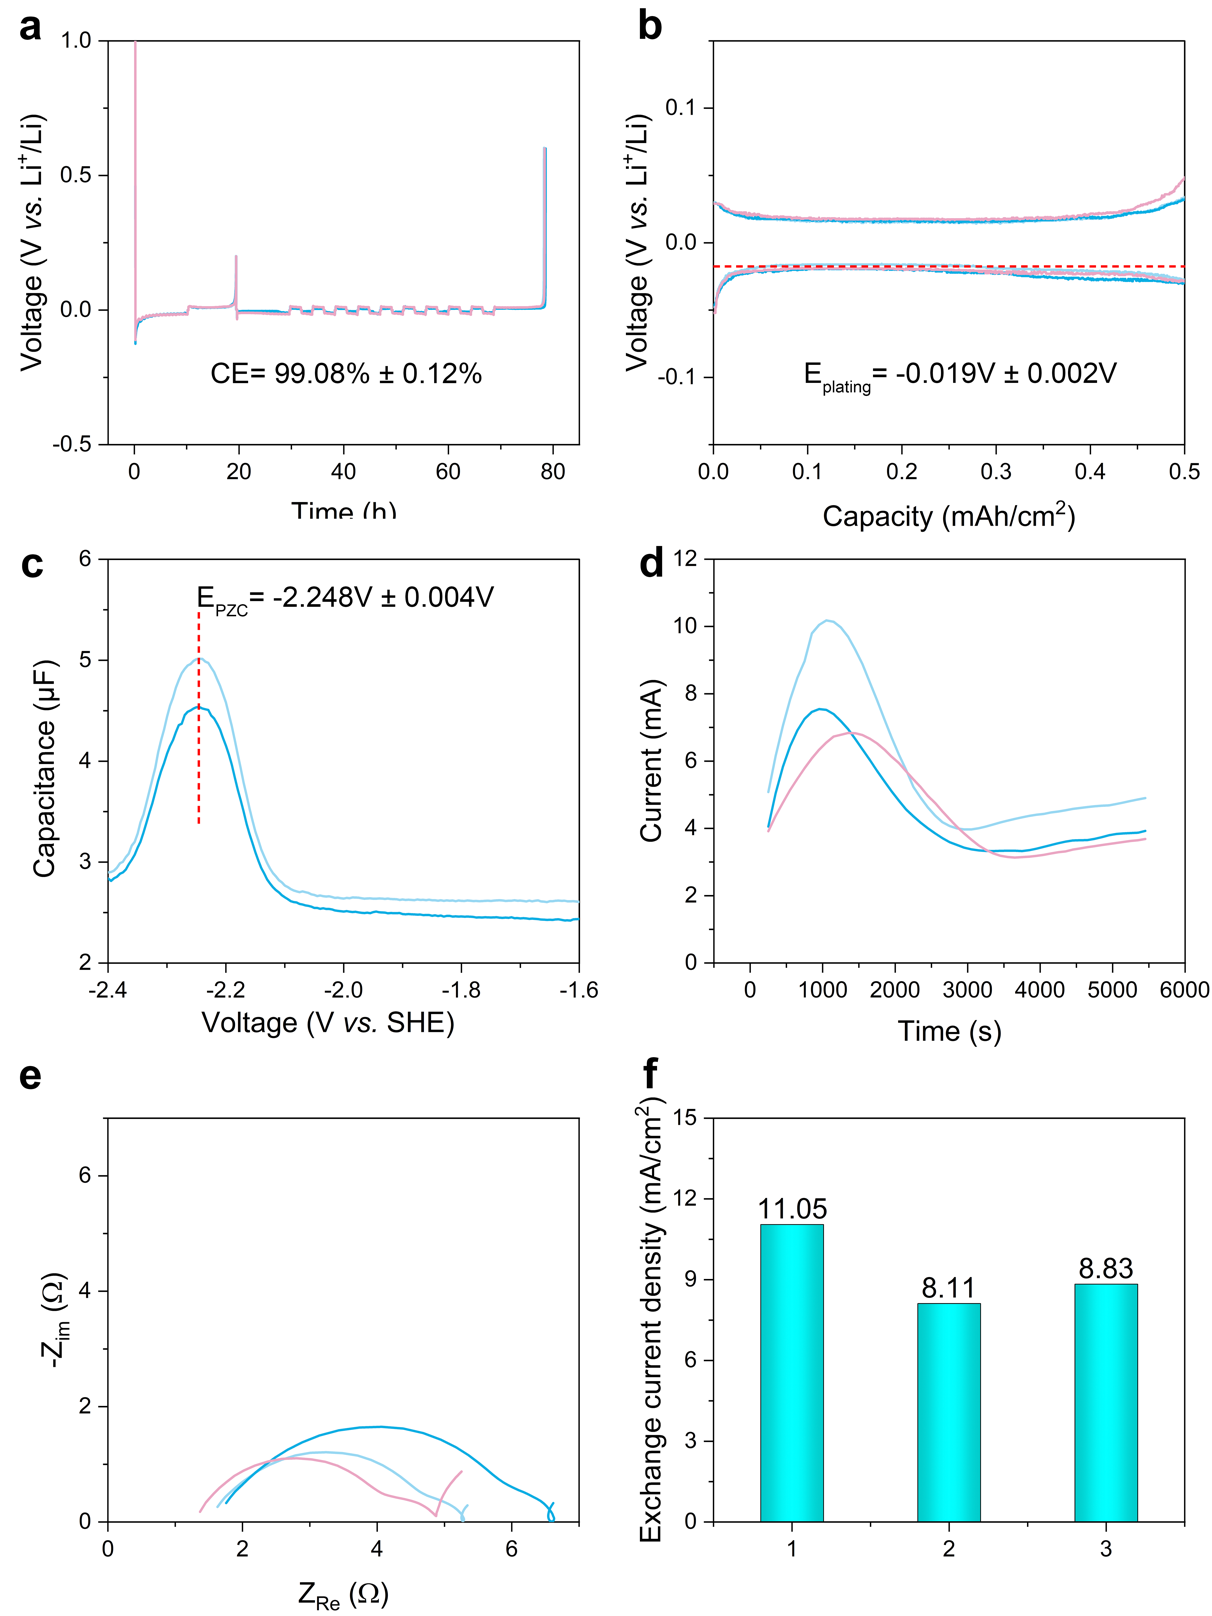 a
1.0
0.5
0.0
-0.5
Voltage (V vs. Li⁺/Li)
CE= 99.08% ± 0.12%
0 20 40 60 80
Time (h)
b
0.1
0.0
-0.1
Voltage (V vs. Li⁺/Li)
E_plating= -0.019V ± 0.002V
0.0 0.1 0.2 0.3 0.4 0.5
Capacity (mAh/cm²)
c
6
5
4
3
2
Capacitance (µF)
E_PZC= -2.248V ± 0.004V
-2.4 -2.2 -2.0 -1.8 -1.6
Voltage (V vs. SHE)
d
12
10
8
6
4
2
0
Current (mA)
0 1000 2000 3000 4000 5000 6000
Time (s)
e
6
4
2
0
-Z_im (Ω)
0 2 4 6
Z_Re (Ω)
f
15
12
9
6
3
0
Exchange current density (mA/cm²)
11.05
8.11
8.83
1 2 3